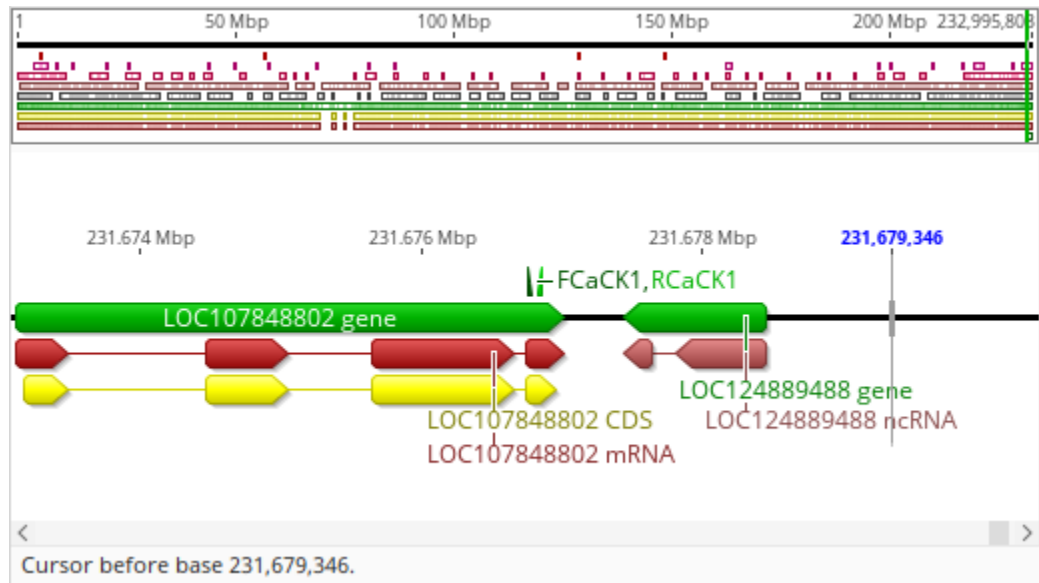 1 50 Mbp 100 Mbp 150 Mbp 200 Mbp 232,995,808
231.674 Mbp 231.676 Mbp 231.678 Mbp 231,679,346
FCaCK1, RCaCK1
LOC107848802 gene
LOC124889488 gene
LOC107848802 CDS LOC124889488 ncRNA
LOC107848802 mRNA
Cursor before base 231,679,346.